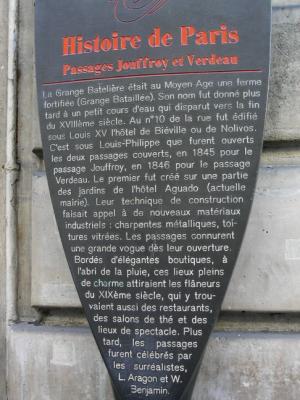 Histoire de Paris
Passages Jouffroy et Verdeau
La Grange Batelière était au Moyen Age une ferme
fortifiée (Grange Bataillée). Son nom fut donné plus
tard à un petit cours d'eau qui disparut vers la fin
du XVIIIème siècle. Au n°10 de la rue fut édifié
sous Louis XV l'hôtel de Biéville ou de Nolivos.
C'est sous Louis-Philippe que furent ouverts
les deux passages couverts, en 1845 pour le
passage Jouffroy, en 1846 pour le passage
Verdeau. Le premier fut créé sur une partie
des jardins de l'hôtel Aguado (actuelle
mairie). Leur technique de construction
faisait appel à de nouveaux matériaux
industriels : charpentes métalliques, toi-
tures vitrées. Les passages connurent
une grande vogue dès leur ouverture.
Bordés d'élégantes boutiques, à
l'abri de la pluie, ces lieux pleins
de charme attiraient les flâneurs
du XIXème siècle, qui y trou-
vaient aussi des restaurants,
des salons de thé et des
lieux de spectacle. Plus
tard, les passages
furent célébrés par
les surréalistes,
L. Aragon et W.
Benjamin.